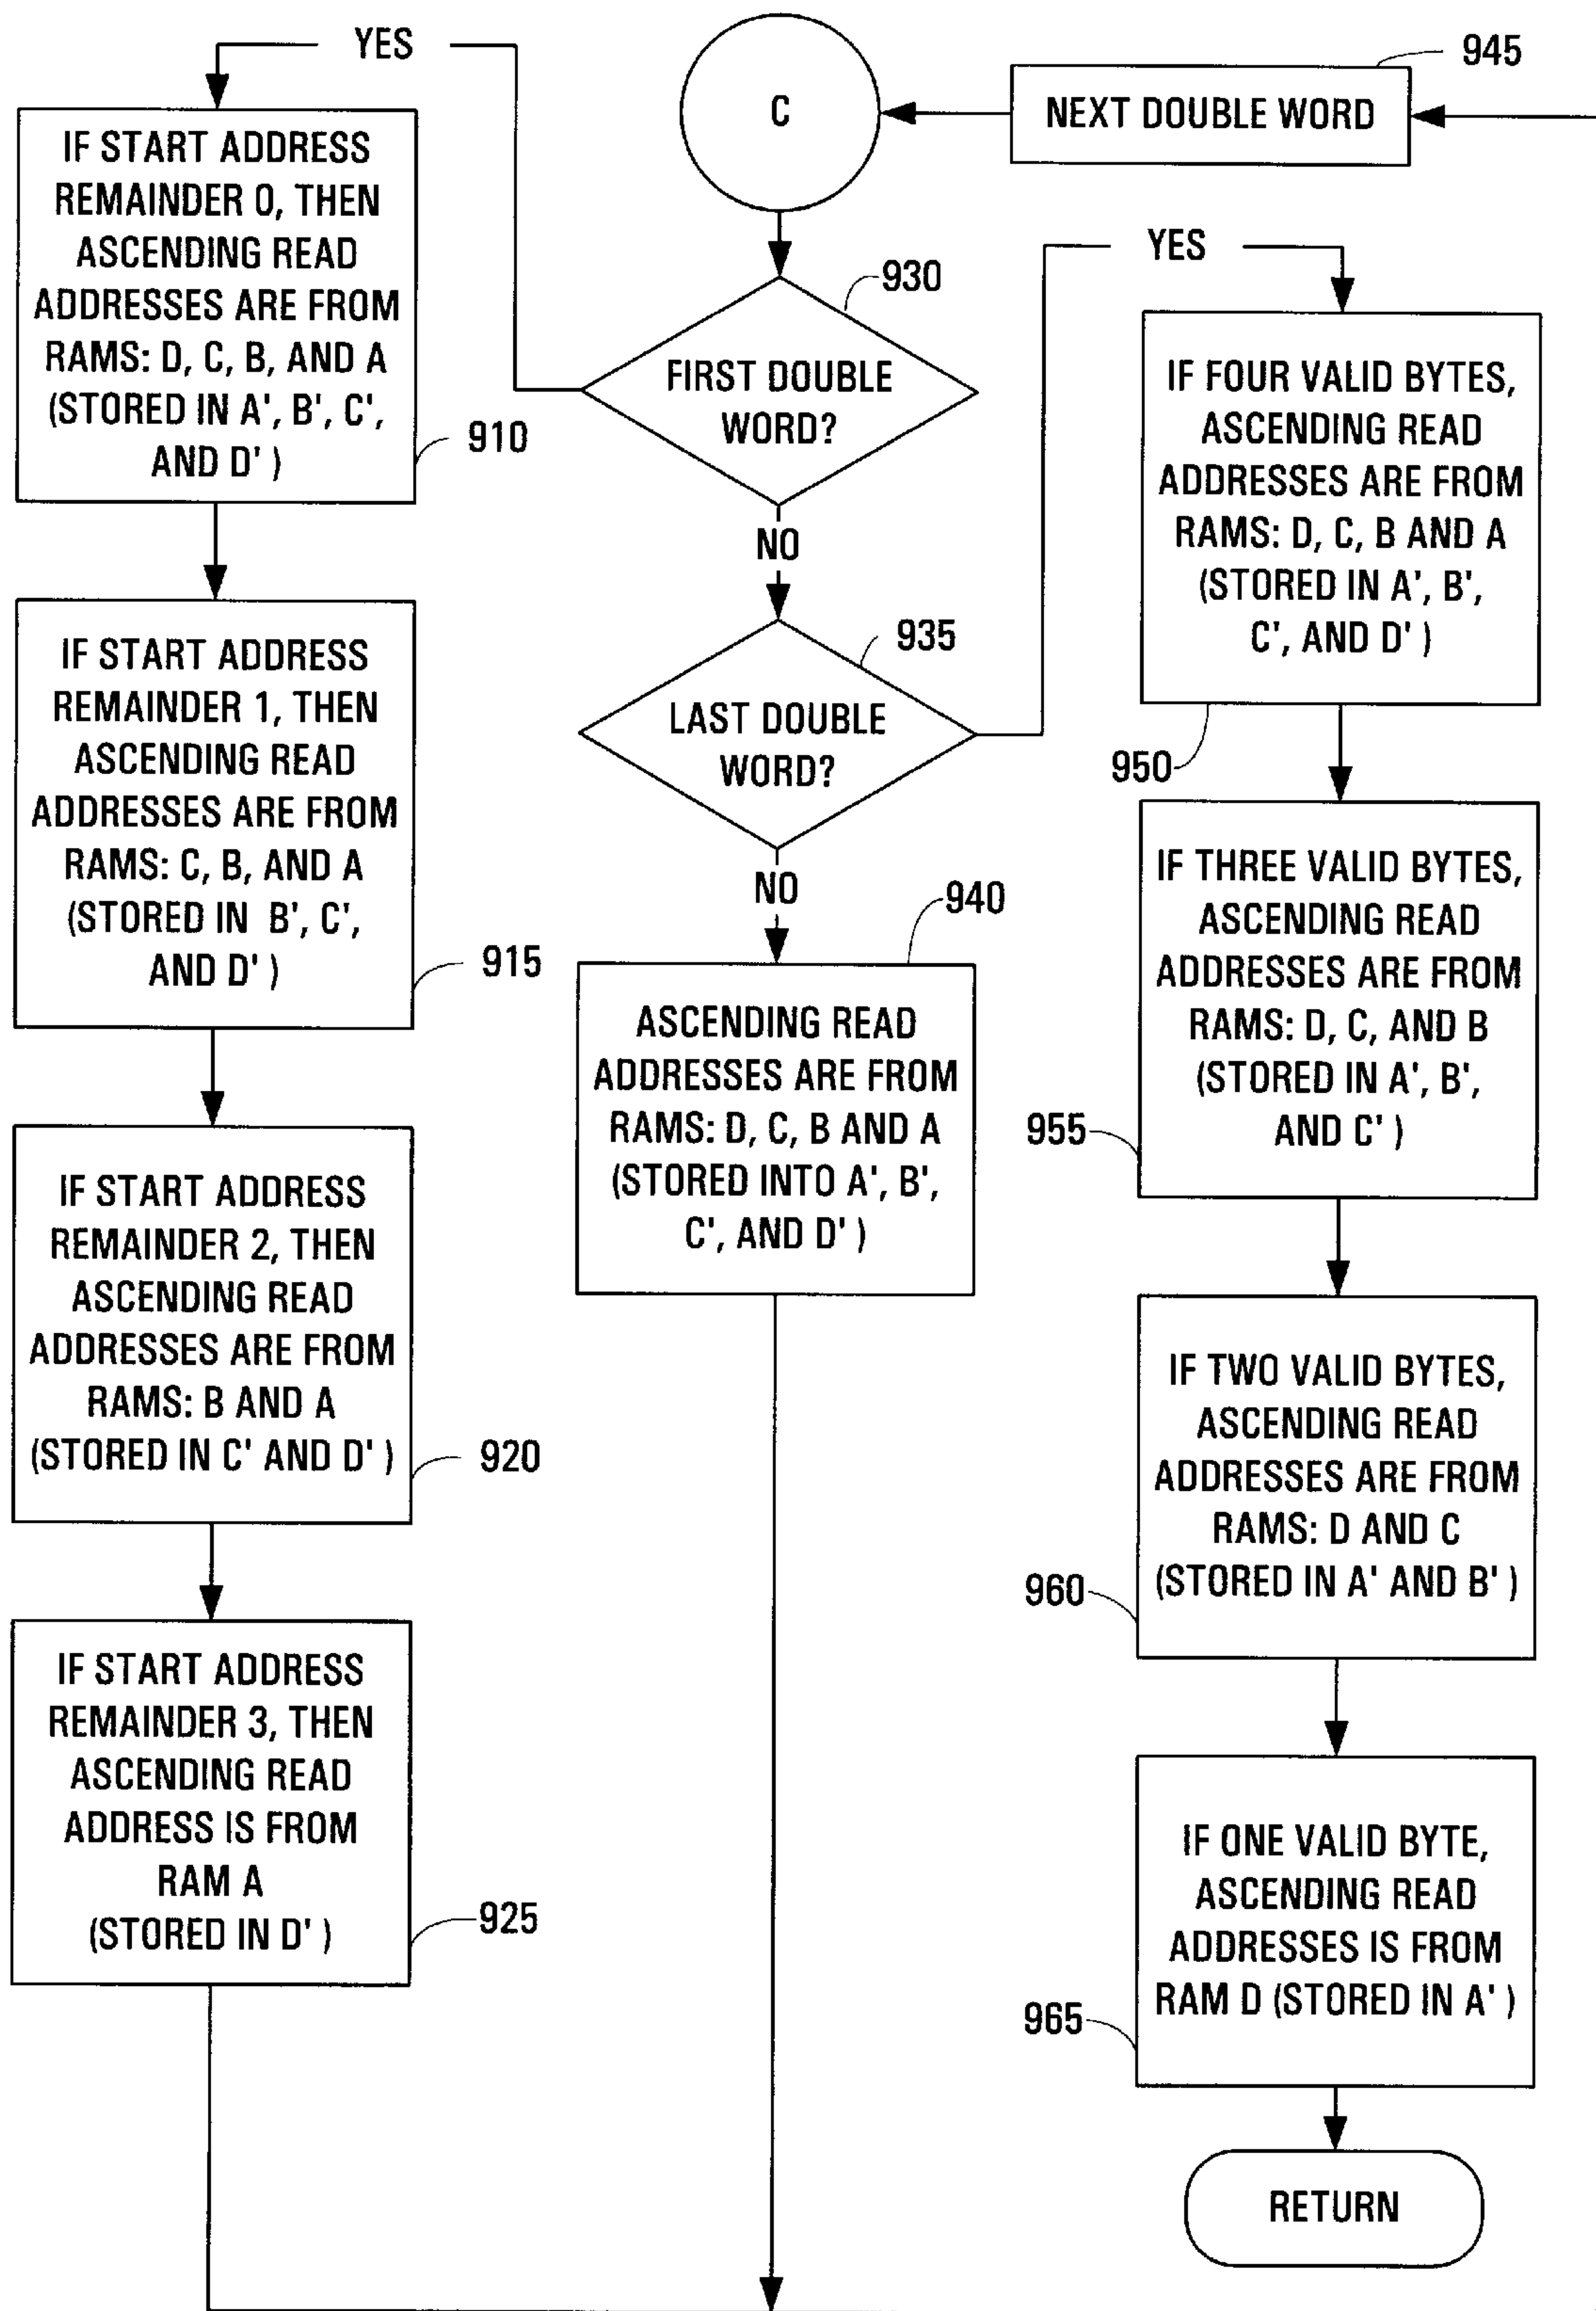 YES
IF START ADDRESS
REMAINDER 0, THEN
ASCENDING READ
ADDRESSES ARE FROM
RAMS: D, C, B, AND A
(STORED IN A', B', C',
AND D' )
910
IF START ADDRESS
REMAINDER 1, THEN
ASCENDING READ
ADDRESSES ARE FROM
RAMS: C, B, AND A
(STORED IN B', C',
AND D' )
915
IF START ADDRESS
REMAINDER 2, THEN
ASCENDING READ
ADDRESSES ARE FROM
RAMS: B AND A
(STORED IN C' AND D' )
920
IF START ADDRESS
REMAINDER 3, THEN
ASCENDING READ
ADDRESS IS FROM
RAM A
(STORED IN D' )
925
C
945
NEXT DOUBLE WORD
930
FIRST DOUBLE
WORD?
NO
935
LAST DOUBLE
WORD?
NO
940
ASCENDING READ
ADDRESSES ARE FROM
RAMS: D, C, B AND A
(STORED INTO A', B',
C', AND D' )
YES
IF FOUR VALID BYTES,
ASCENDING READ
ADDRESSES ARE FROM
RAMS: D, C, B AND A
(STORED IN A', B',
C', AND D' )
950
IF THREE VALID BYTES,
ASCENDING READ
ADDRESSES ARE FROM
RAMS: D, C, AND B
(STORED IN A', B',
AND C' )
955
IF TWO VALID BYTES,
ASCENDING READ
ADDRESSES ARE FROM
RAMS: D AND C
(STORED IN A' AND B' )
960
IF ONE VALID BYTE,
ASCENDING READ
ADDRESSES IS FROM
RAM D (STORED IN A' )
965
RETURN